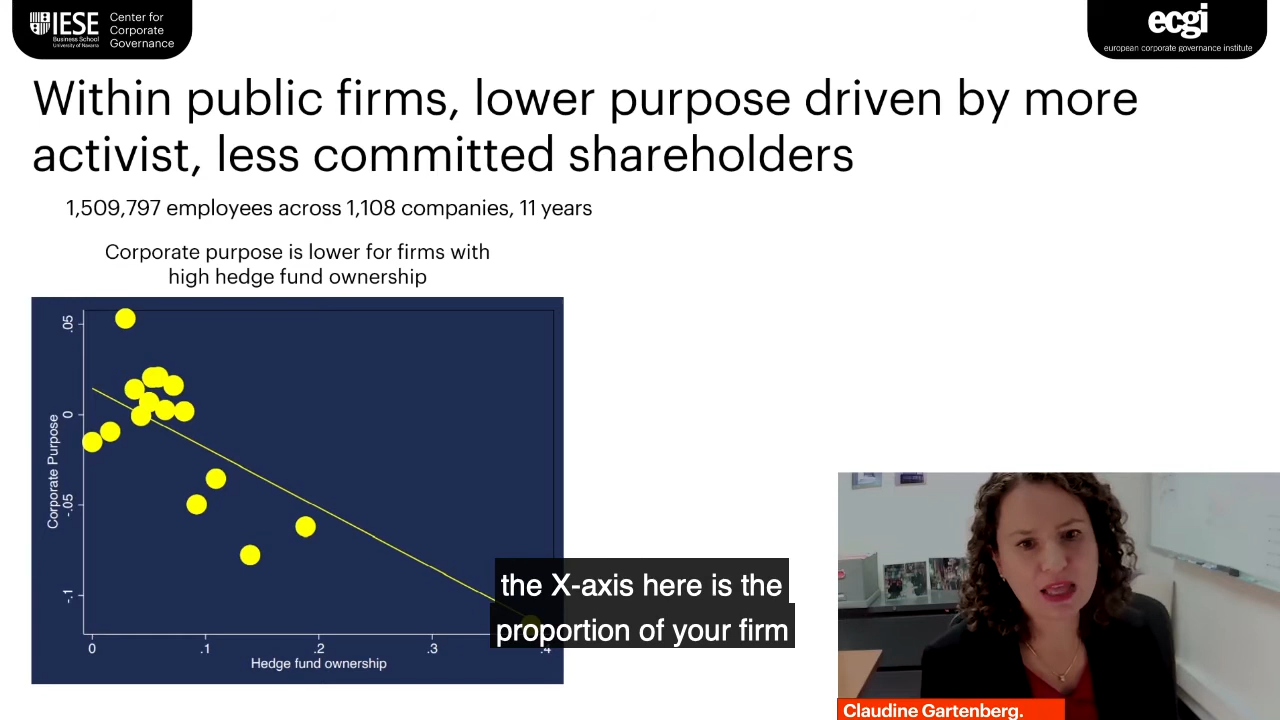 IESE
Business School
University of Navarra
Center for
Corporate
Governance
ecgi
european corporate governance institute
Within public firms, lower purpose driven by more
activist, less committed shareholders
1,509,797 employees across 1,108 companies, 11 years
Corporate purpose is lower for firms with
high hedge fund ownership
.05
0
-.05
-.1
Corporate Purpose
0 .1 .2 .3 .4
Hedge fund ownership
the X-axis here is the
proportion of your firm
Claudine Gartenberg.